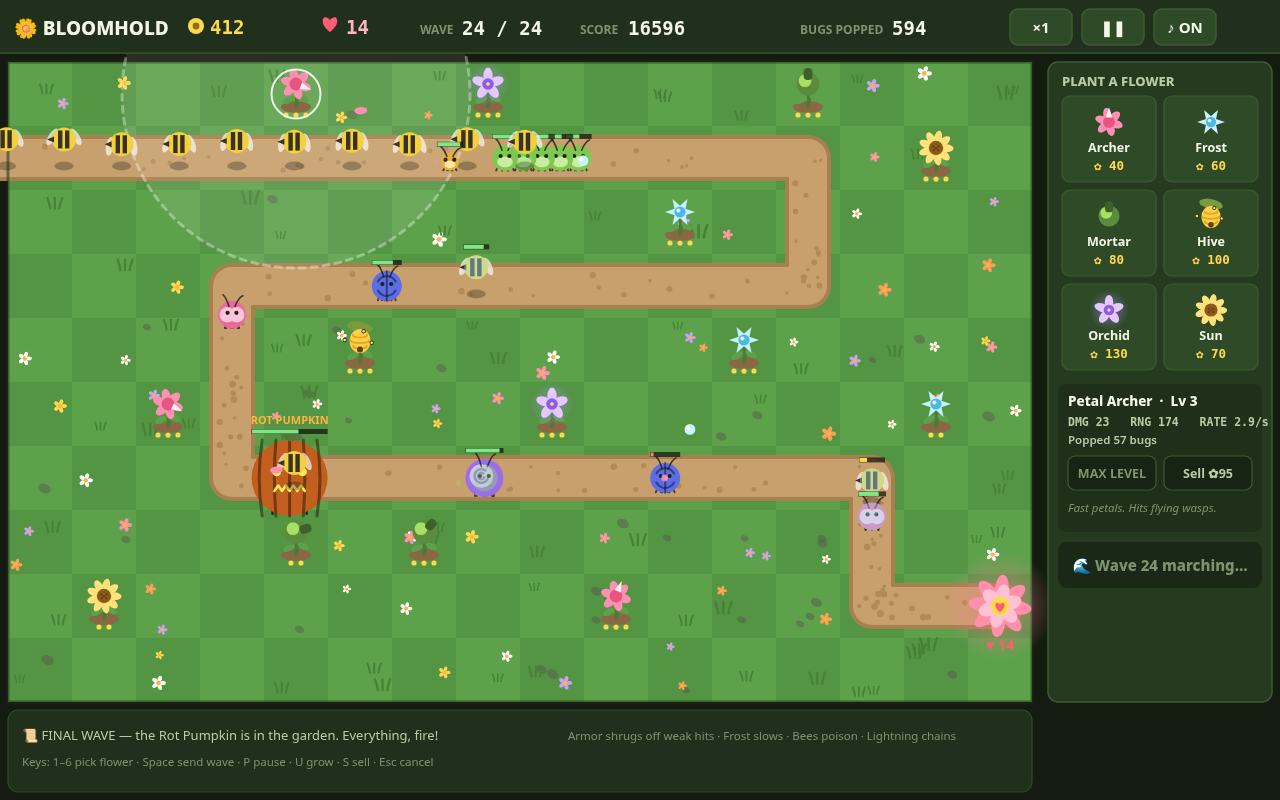 🌼 BLOOMHOLD 412 14 WAVE 24 / 24 SCORE 16596 BUGS POPPED 594 ×1 ❚❚ ♪ ON
PLANT A FLOWER
Archer Frost
✿ 40 ✿ 60
Mortar Hive
✿ 80 ✿ 100
Orchid Sun
✿ 130 ✿ 70
Petal Archer · Lv 3
DMG 23 RNG 174 RATE 2.9/s
Popped 57 bugs
MAX LEVEL Sell ✿95
Fast petals. Hits flying wasps.
🌊 Wave 24 marching…
ROT PUMPKIN
♥ 14
📜 FINAL WAVE — the Rot Pumpkin is in the garden. Everything, fire!
Armor shrugs off weak hits · Frost slows · Bees poison · Lightning chains
Keys: 1–6 pick flower · Space send wave · P pause · U grow · S sell · Esc cancel